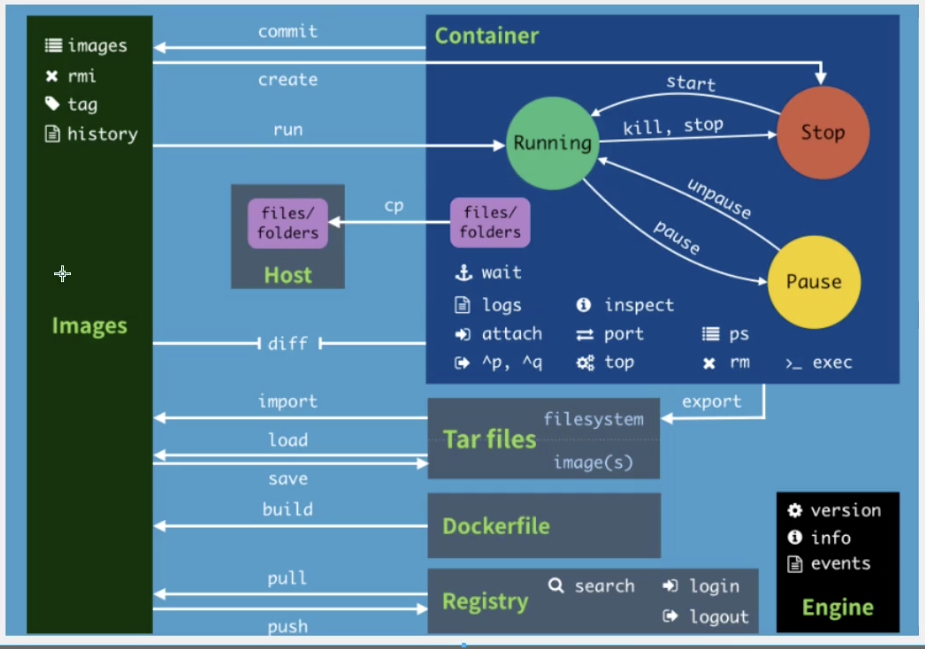 images
rmi
tag
history
Images
commit
create
run
Container
Running
start
kill, stop
Stop
unpause
pause
Pause
files/
folders
Host
cp
files/
folders
wait
logs
inspect
attach
port
ps
^p, ^q
top
rm
>_ exec
diff
import
load
save
export
Tar files
filesystem
image(s)
build
Dockerfile
pull
push
Registry
search
login
logout
version
info
events
Engine